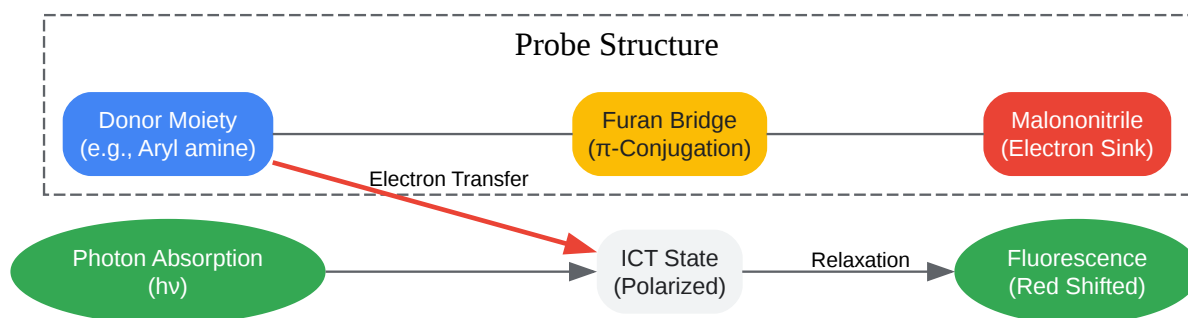 Probe Structure
Donor Moiety
(e.g., Aryl amine)
Furan Bridge
(π-Conjugation)
Malononitrile
(Electron Sink)
Electron Transfer
Photon Absorption
(hν)
ICT State
(Polarized)
Relaxation
Fluorescence
(Red Shifted)